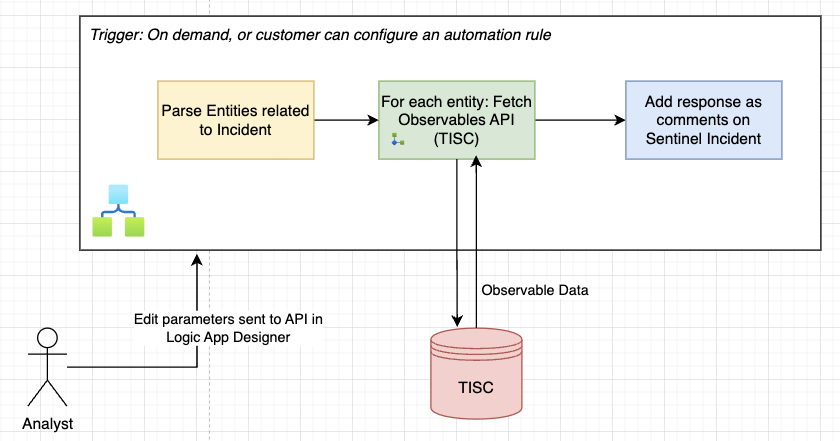 Trigger: On demand, or customer can configure an automation rule
Parse Entities related
to Incident
For each entity: Fetch
Observables API
(TISC)
Add response as
comments on
Sentinel Incident
Observable Data
Edit parameters sent to API in
Logic App Designer
TISC
Analyst